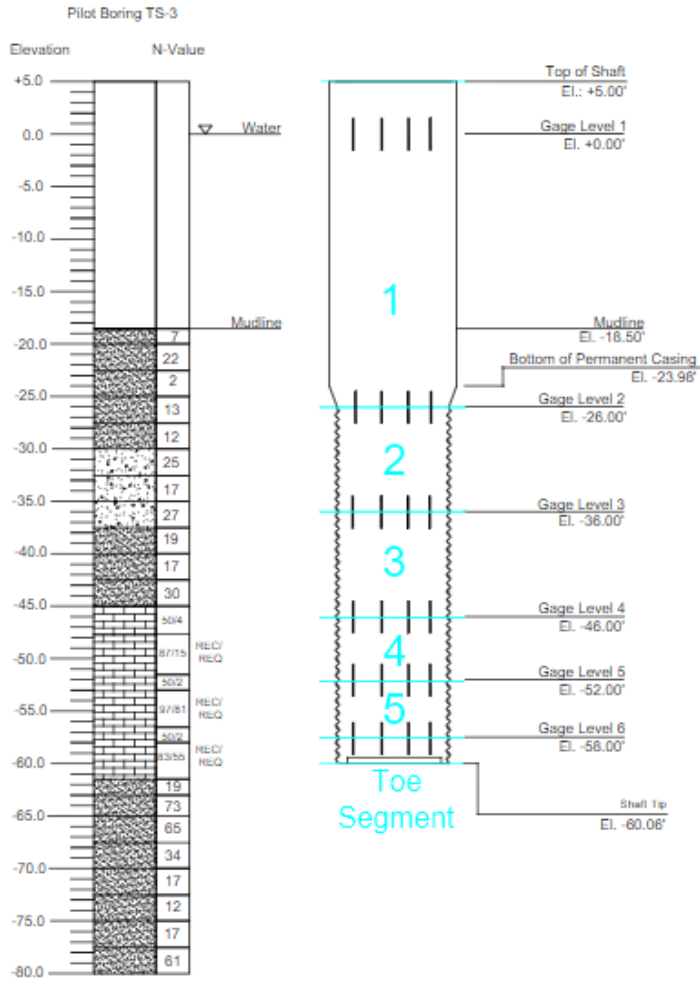 Pilot Boring TS-3
Elevation
N-Value
+5.0
0.0
-5.0
-10.0
-15.0
-20.0
-25.0
-30.0
-35.0
-40.0
-45.0
-50.0
-55.0
-60.0
-65.0
-70.0
-75.0
-80.0
Water
Mudline
7
22
2
13
12
25
17
27
19
17
30
50/4
87/15
REC/
REQ
50/2
97/81
REC/
REQ
50/2
83/55
REC/
REQ
19
73
65
34
17
12
17
61
1
2
3
4
5
Toe
Segment
Top of Shaft
El.: +5.00'
Gage Level 1
El. +0.00'
Mudline
El. -18.50'
Bottom of Permanent Casing
El. -23.98'
Gage Level 2
El. -26.00'
Gage Level 3
El. -36.00'
Gage Level 4
El. -46.00'
Gage Level 5
El. -52.00'
Gage Level 6
El. -58.00'
Shaft Tip
El. -60.06'